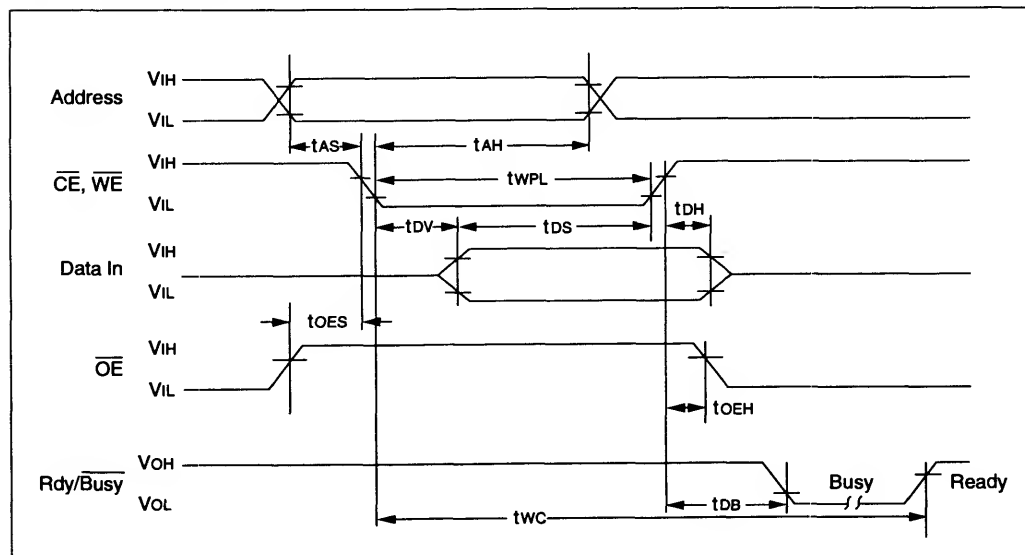 Address VIH
VIL
tAS tAH
CE, WE VIH
VIL
tWPL
tDV tDS tDH
Data In VIH
VIL
tOES
OE VIH
VIL
tOEH
Rdy/Busy VOH
VOL
Busy Ready
tDB
tWC